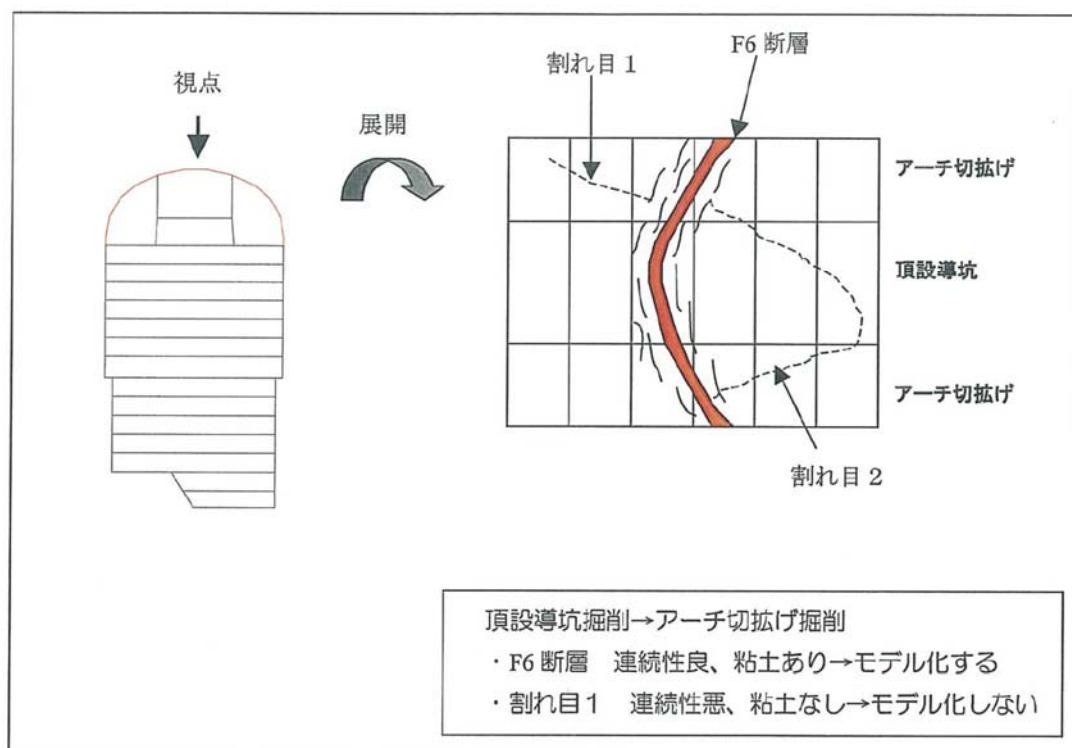 F6 断層
割れ目 1
視点
展開
アーチ切拡げ
頂設導坑
アーチ切拡げ
割れ目 2
頂設導坑掘削→アーチ切拡げ掘削
・F6 断層 連続性良、粘土あり→モデル化する
・割れ目1 連続性悪、粘土なし→モデル化しない